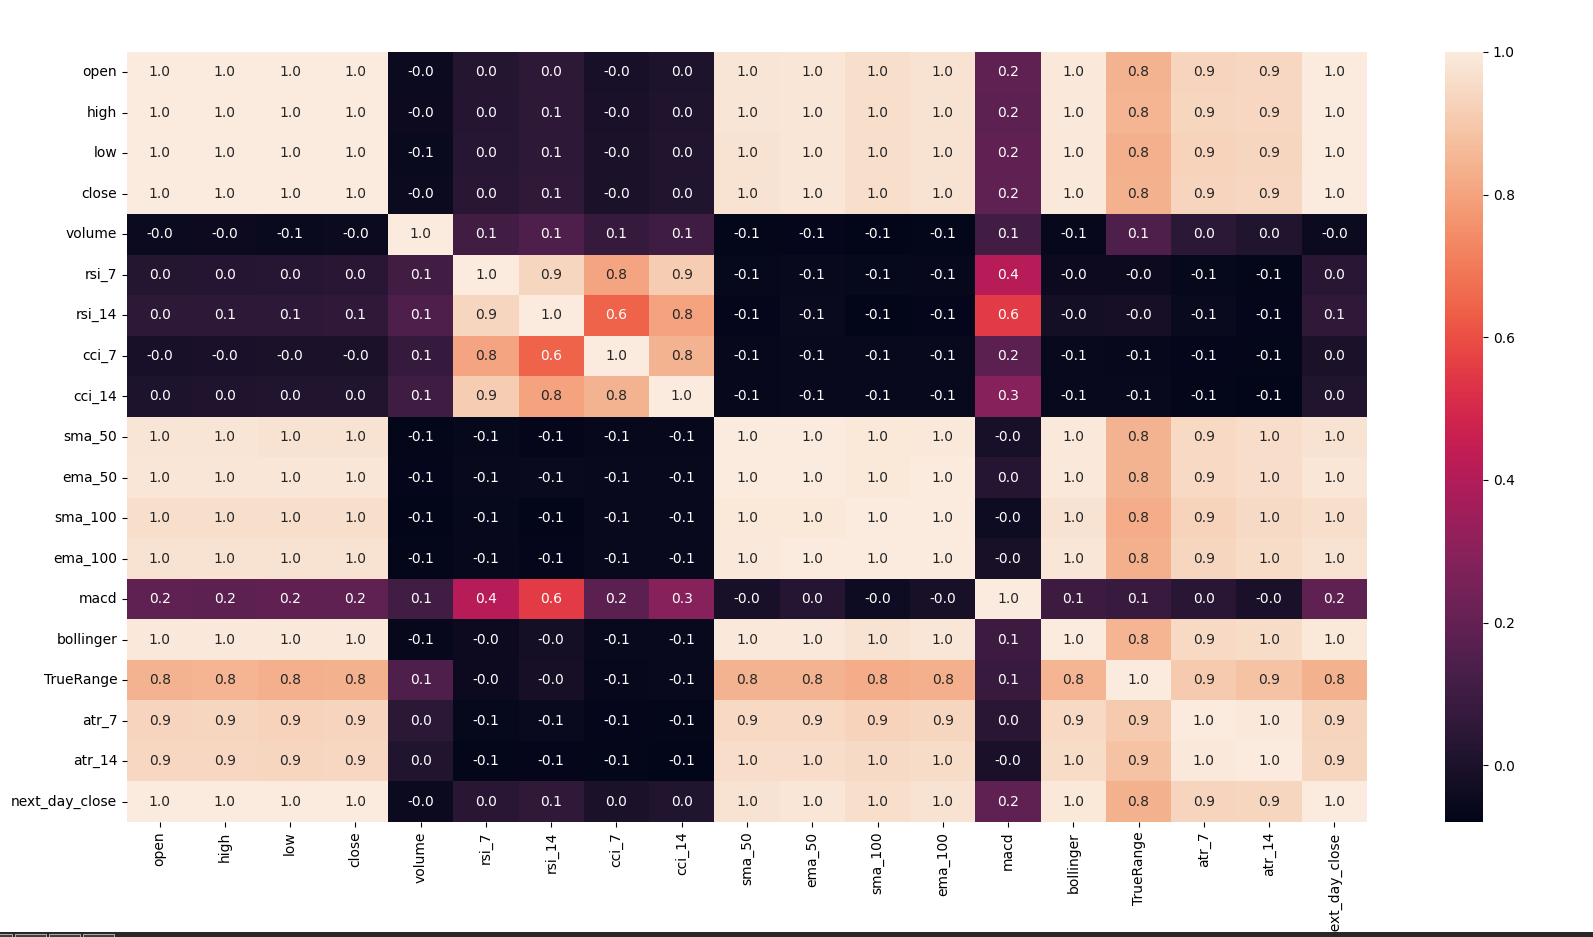 open 1.0 1.0 1.0 1.0 -0.0 0.0 0.0 -0.0 0.0 1.0 1.0 1.0 1.0 0.2 1.0 0.8 0.9 0.9 1.0 1.0
high 1.0 1.0 1.0 1.0 -0.0 0.0 0.1 -0.0 0.0 1.0 1.0 1.0 1.0 0.2 1.0 0.8 0.9 0.9 1.0
low 1.0 1.0 1.0 1.0 -0.1 0.0 0.1 -0.0 0.0 1.0 1.0 1.0 1.0 0.2 1.0 0.8 0.9 0.9 1.0
close 1.0 1.0 1.0 1.0 -0.0 0.0 0.1 -0.0 0.0 1.0 1.0 1.0 1.0 0.2 1.0 0.8 0.9 0.9 1.0 0.8
volume -0.0 -0.0 -0.1 -0.0 1.0 0.1 0.1 0.1 0.1 -0.1 -0.1 -0.1 -0.1 0.1 -0.1 0.1 0.0 0.0 -0.0
rsi_7 0.0 0.0 0.0 0.0 0.1 1.0 0.9 0.8 0.9 -0.1 -0.1 -0.1 -0.1 0.4 -0.0 -0.0 -0.1 -0.1 0.0
rsi_14 0.0 0.1 0.1 0.1 0.1 0.9 1.0 0.6 0.8 -0.1 -0.1 -0.1 -0.1 0.6 -0.0 -0.0 -0.1 -0.1 0.1 0.6
cci_7 -0.0 -0.0 -0.0 -0.0 0.1 0.8 0.6 1.0 0.8 -0.1 -0.1 -0.1 -0.1 0.2 -0.1 -0.1 -0.1 -0.1 0.0
cci_14 0.0 0.0 0.0 0.0 0.1 0.9 0.8 0.8 1.0 -0.1 -0.1 -0.1 -0.1 0.3 -0.1 -0.1 -0.1 -0.1 0.0
sma_50 1.0 1.0 1.0 1.0 -0.1 -0.1 -0.1 -0.1 -0.1 1.0 1.0 1.0 1.0 -0.0 1.0 0.8 0.9 1.0 1.0
ema_50 1.0 1.0 1.0 1.0 -0.1 -0.1 -0.1 -0.1 -0.1 1.0 1.0 1.0 1.0 0.0 1.0 0.8 0.9 1.0 1.0 0.4
sma_100 1.0 1.0 1.0 1.0 -0.1 -0.1 -0.1 -0.1 -0.1 1.0 1.0 1.0 1.0 -0.0 1.0 0.8 0.9 1.0 1.0
ema_100 1.0 1.0 1.0 1.0 -0.1 -0.1 -0.1 -0.1 -0.1 1.0 1.0 1.0 1.0 -0.0 1.0 0.8 0.9 1.0 1.0
macd 0.2 0.2 0.2 0.2 0.1 0.4 0.6 0.2 0.3 -0.0 0.0 -0.0 -0.0 1.0 0.1 0.1 0.0 -0.0 0.2 0.2
bollinger 1.0 1.0 1.0 1.0 -0.1 -0.0 -0.0 -0.1 -0.1 1.0 1.0 1.0 1.0 0.1 1.0 0.8 0.9 1.0 1.0
TrueRange 0.8 0.8 0.8 0.8 0.1 -0.0 -0.0 -0.1 -0.1 0.8 0.8 0.8 0.8 0.1 0.8 1.0 0.9 0.9 0.8
atr_7 0.9 0.9 0.9 0.9 0.0 -0.1 -0.1 -0.1 -0.1 0.9 0.9 0.9 0.9 0.0 0.9 0.9 1.0 1.0 0.9
atr_14 0.9 0.9 0.9 0.9 0.0 -0.1 -0.1 -0.1 -0.1 1.0 1.0 1.0 1.0 -0.0 1.0 0.9 1.0 1.0 0.9 0.0
next_day_close 1.0 1.0 1.0 1.0 -0.0 0.0 0.1 0.0 0.0 1.0 1.0 1.0 1.0 0.2 1.0 0.8 0.9 0.9 1.0
open high low close volume rsi_7 rsi_14 cci_7 cci_14 sma_50 ema_50 sma_100 ema_100 macd bollinger TrueRange atr_7 atr_14 ext_day_close